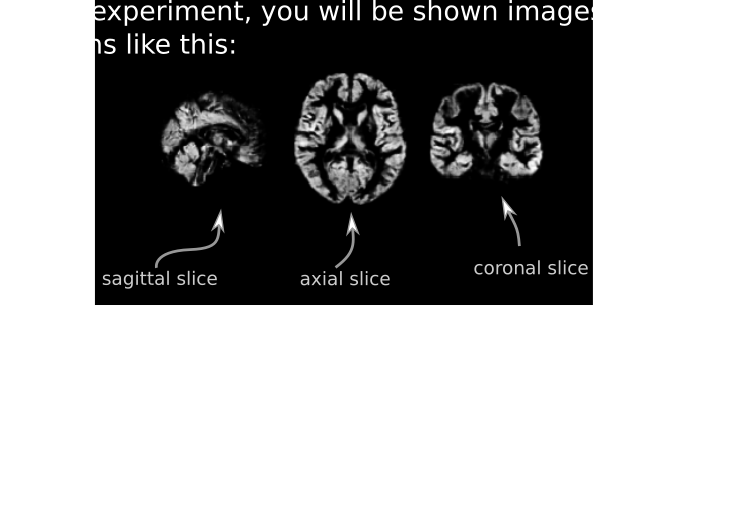 experiment, you will be shown images
ns like this:
sagittal slice
axial slice
coronal slice